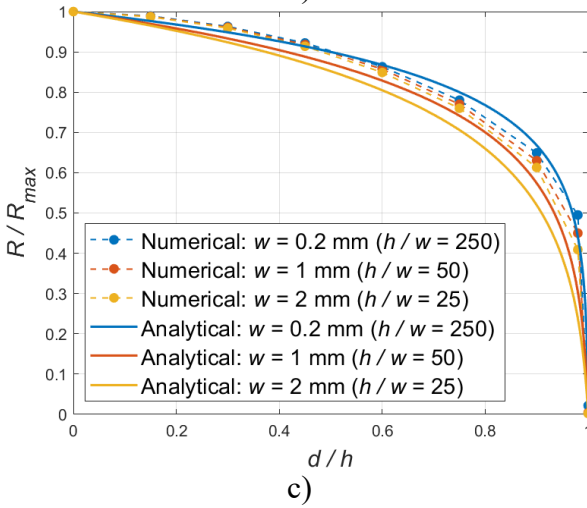 1
0.9
0.8
0.7
0.6
0.5
0.4
0.3
0.2
0.1
0
R / R_max
Numerical: w = 0.2 mm (h / w = 250)
Numerical: w = 1 mm (h / w = 50)
Numerical: w = 2 mm (h / w = 25)
Analytical: w = 0.2 mm (h / w = 250)
Analytical: w = 1 mm (h / w = 50)
Analytical: w = 2 mm (h / w = 25)
0 0.2 0.4 0.6 0.8 1
d / h
c)